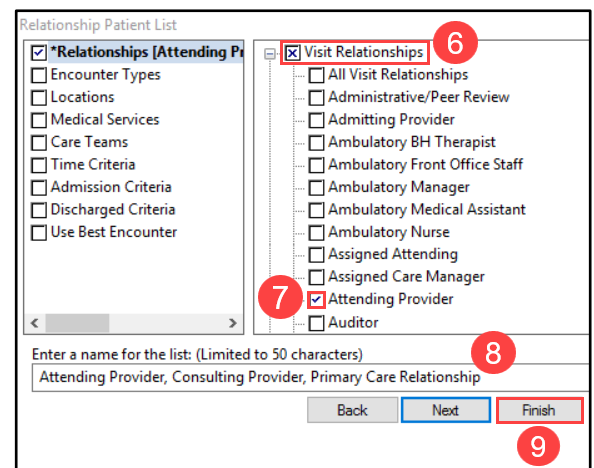 Relationship Patient List
*Relationships [Attending Pr
Encounter Types
Locations
Medical Services
Care Teams
Time Criteria
Admission Criteria
Discharged Criteria
Use Best Encounter
Visit Relationships
6
All Visit Relationships
Administrative/Peer Review
Admitting Provider
Ambulatory BH Therapist
Ambulatory Front Office Staff
Ambulatory Manager
Ambulatory Medical Assistant
Ambulatory Nurse
Assigned Attending
Assigned Care Manager
7
Attending Provider
Auditor
Enter a name for the list: (Limited to 50 characters)
8
Attending Provider, Consulting Provider, Primary Care Relationship
Back Next Finish
9